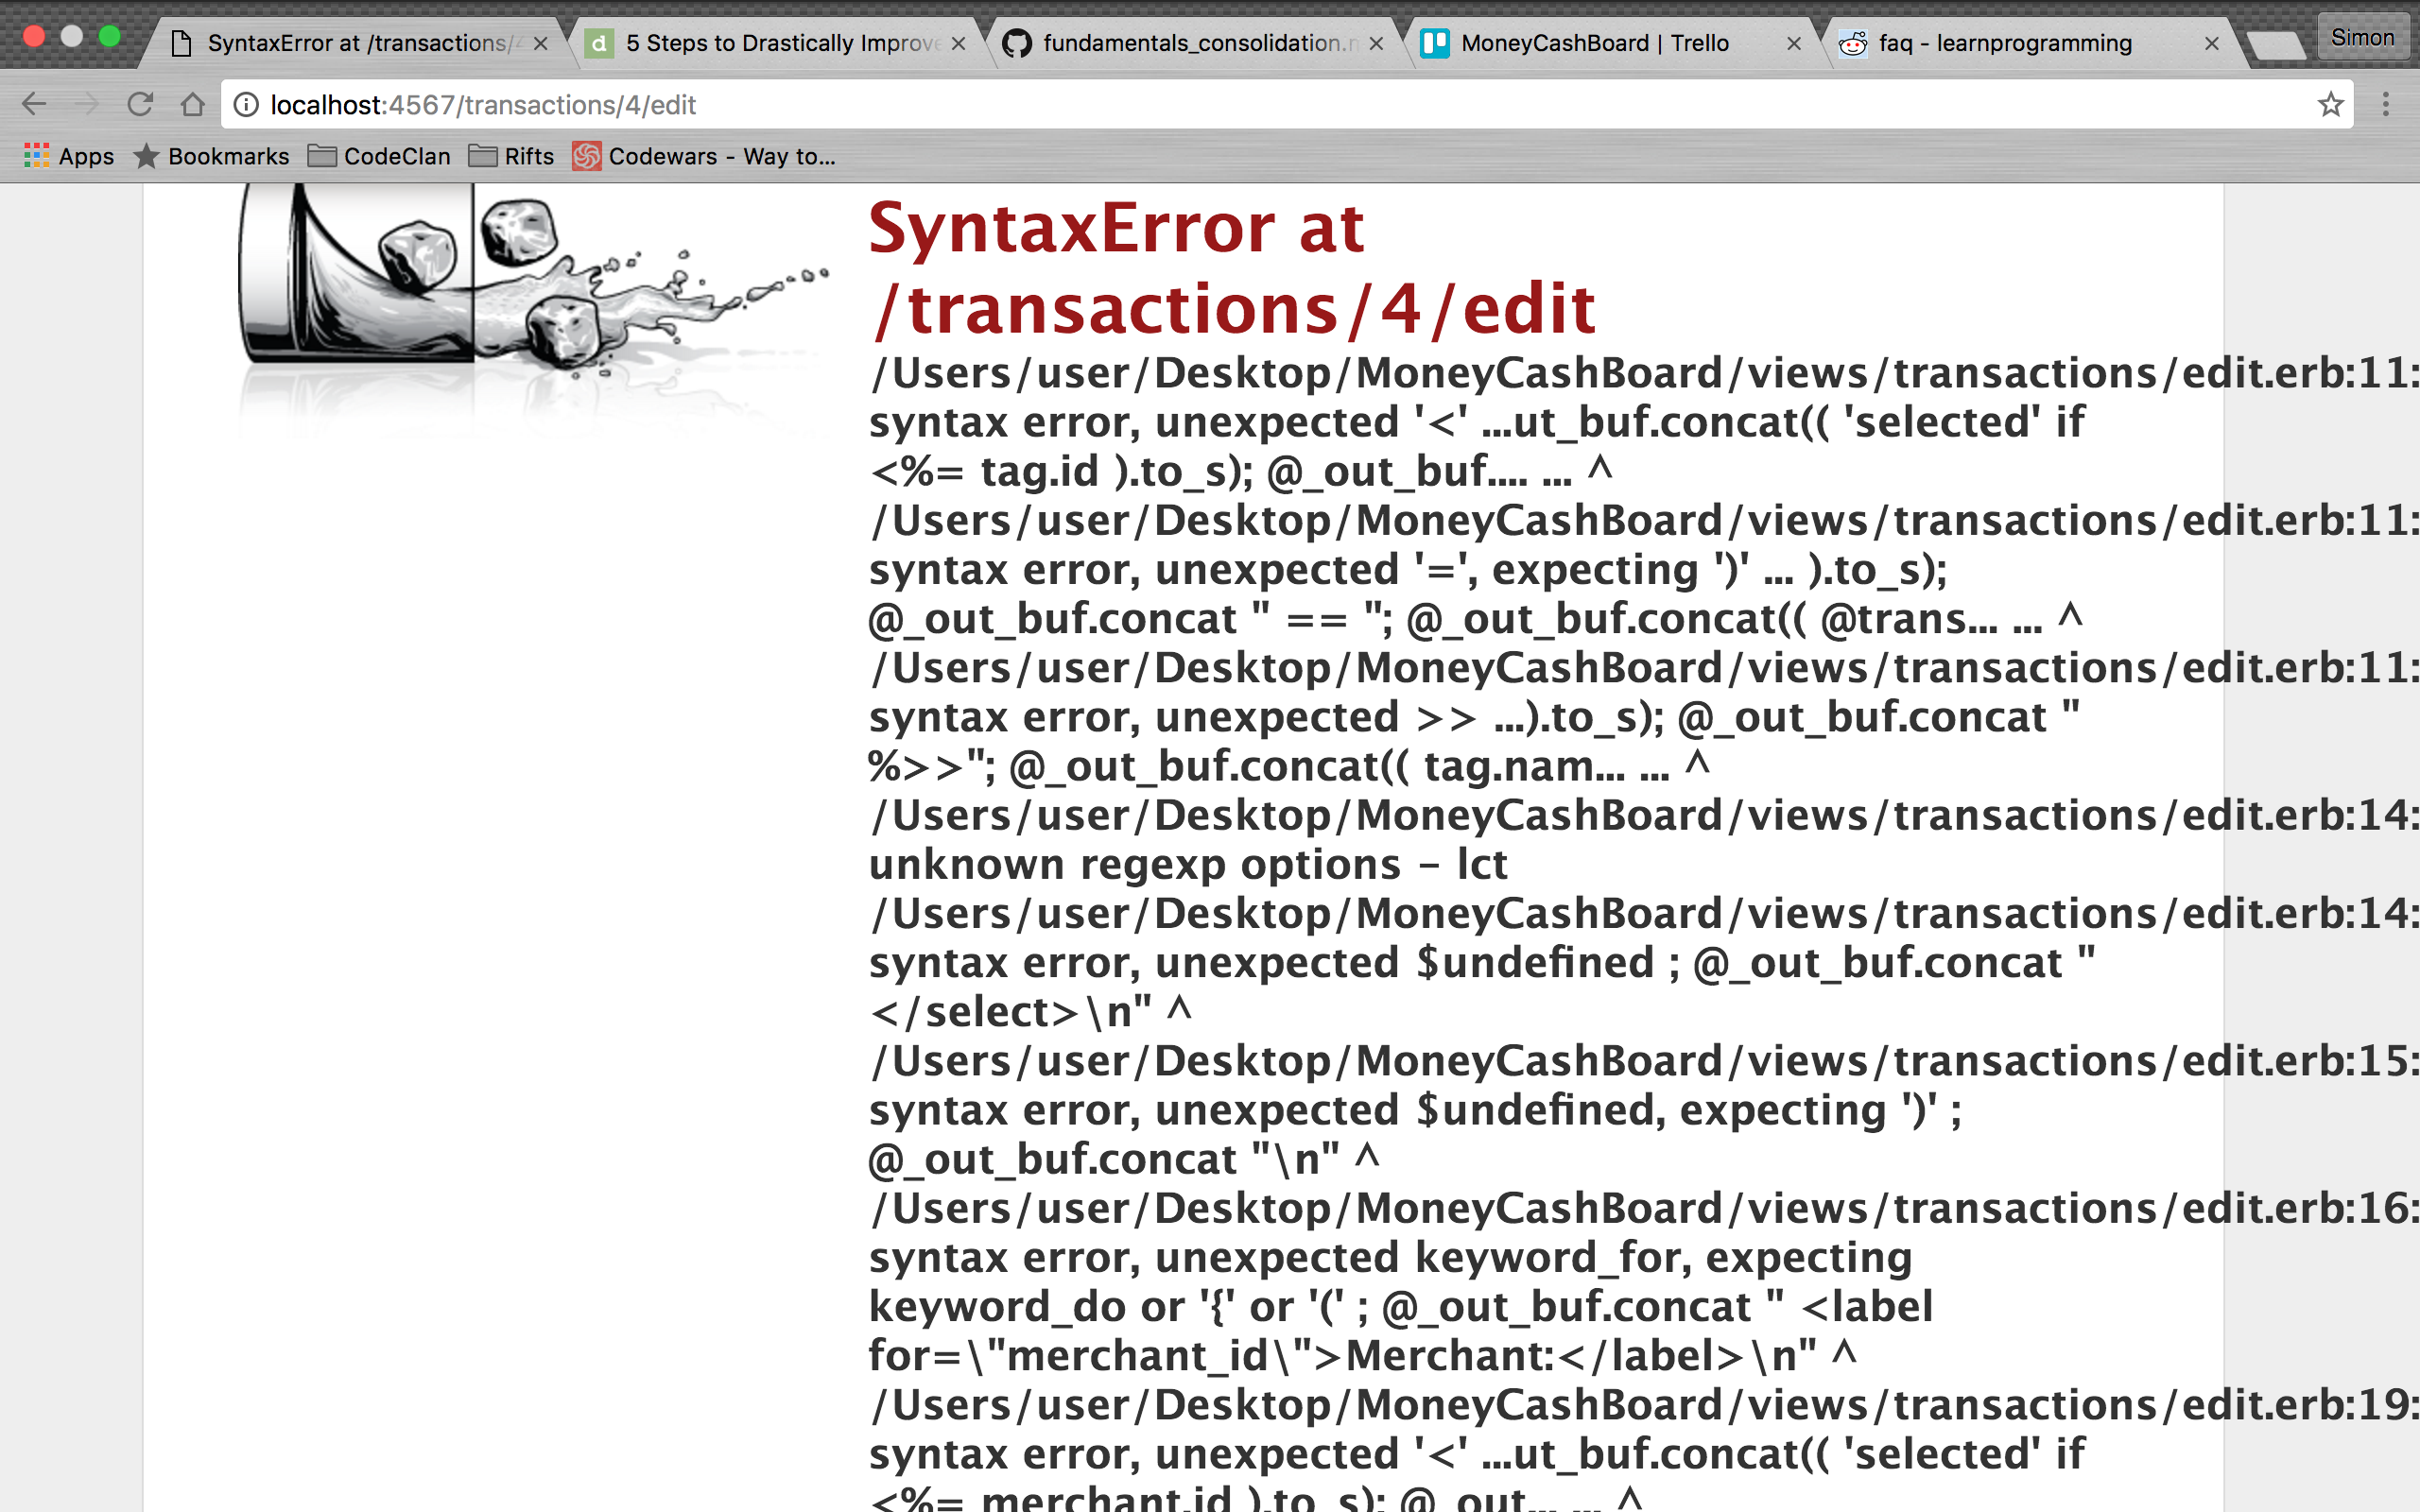 SyntaxError at /transactions/4
5 Steps to Drastically Improve
fundamentals_consolidation.
MoneyCashBoard | Trello
faq - learnprogramming
Simon
localhost:4567/transactions/4/edit
Apps
Bookmarks
CodeClan
Rifts
Codewars - Way to...
SyntaxError at
/transactions/4/edit
/Users/user/Desktop/MoneyCashBoard/views/transactions/edit.erb:11:
syntax error, unexpected '<' ...ut_buf.concat(( 'selected' if
<%= tag.id ).to_s); @_out_buf.... ... ^
/Users/user/Desktop/MoneyCashBoard/views/transactions/edit.erb:11:
syntax error, unexpected '=', expecting ')' ... ).to_s);
@_out_buf.concat " == "; @_out_buf.concat(( @trans... ... ^
/Users/user/Desktop/MoneyCashBoard/views/transactions/edit.erb:11:
syntax error, unexpected >> ...).to_s); @_out_buf.concat "
%>>"; @_out_buf.concat(( tag.nam... ... ^
/Users/user/Desktop/MoneyCashBoard/views/transactions/edit.erb:14:
unknown regexp options - lct
/Users/user/Desktop/MoneyCashBoard/views/transactions/edit.erb:14:
syntax error, unexpected $undefined ; @_out_buf.concat "
</select>\n" ^
/Users/user/Desktop/MoneyCashBoard/views/transactions/edit.erb:15:
syntax error, unexpected $undefined, expecting ')' ;
@_out_buf.concat "\n" ^
/Users/user/Desktop/MoneyCashBoard/views/transactions/edit.erb:16:
syntax error, unexpected keyword_for, expecting
keyword_do or '{' or '(' ; @_out_buf.concat " <label
for=\"merchant_id\">Merchant:</label>\n" ^
/Users/user/Desktop/MoneyCashBoard/views/transactions/edit.erb:19:
syntax error, unexpected '<' ...ut_buf.concat(( 'selected' if
<%= merchant.id ).to_s); @_out... ... ^